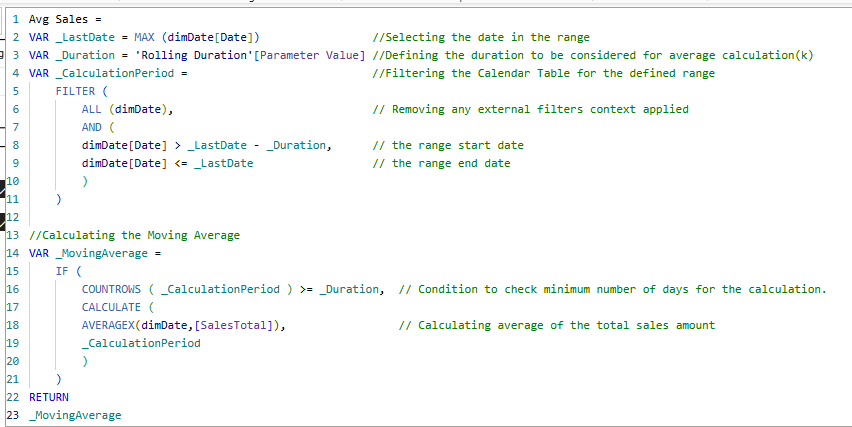 1 Avg Sales =
2 VAR _LastDate = MAX (dimDate[Date]) //Selecting the date in the range
3 VAR _Duration = 'Rolling Duration'[Parameter Value] //Defining the duration to be considered for average calculation(k)
4 VAR _CalculationPeriod = //Filtering the Calendar Table for the defined range
5 FILTER (
6 ALL (dimDate), // Removing any external filters context applied
7 AND (
8 dimDate[Date] > _LastDate - _Duration, // the range start date
9 dimDate[Date] <= _LastDate // the range end date
10 )
11 )
12
13 //Calculating the Moving Average
14 VAR _MovingAverage =
15 IF (
16 COUNTROWS ( _CalculationPeriod ) >= _Duration, // Condition to check minimum number of days for the calculation.
17 CALCULATE (
18 AVERAGEX(dimDate,[SalesTotal]), // Calculating average of the total sales amount
19 _CalculationPeriod
20 )
21 )
22 RETURN
23 _MovingAverage